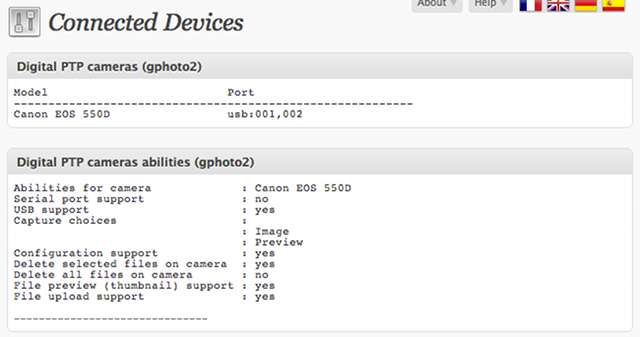 About Help
Connected Devices
Digital PTP cameras (gphoto2)
Model                          Port
----------------------------------------------------------
Canon EOS 550D                 usb:001,002
Digital PTP cameras abilities (gphoto2)
Abilities for camera             : Canon EOS 550D
Serial port support              : no
USB support                      : yes
Capture choices                  :
                                 : Image
                                 : Preview
Configuration support            : yes
Delete selected files on camera  : yes
Delete all files on camera       : no
File preview (thumbnail) support : yes
File upload support              : yes
-------------------------------